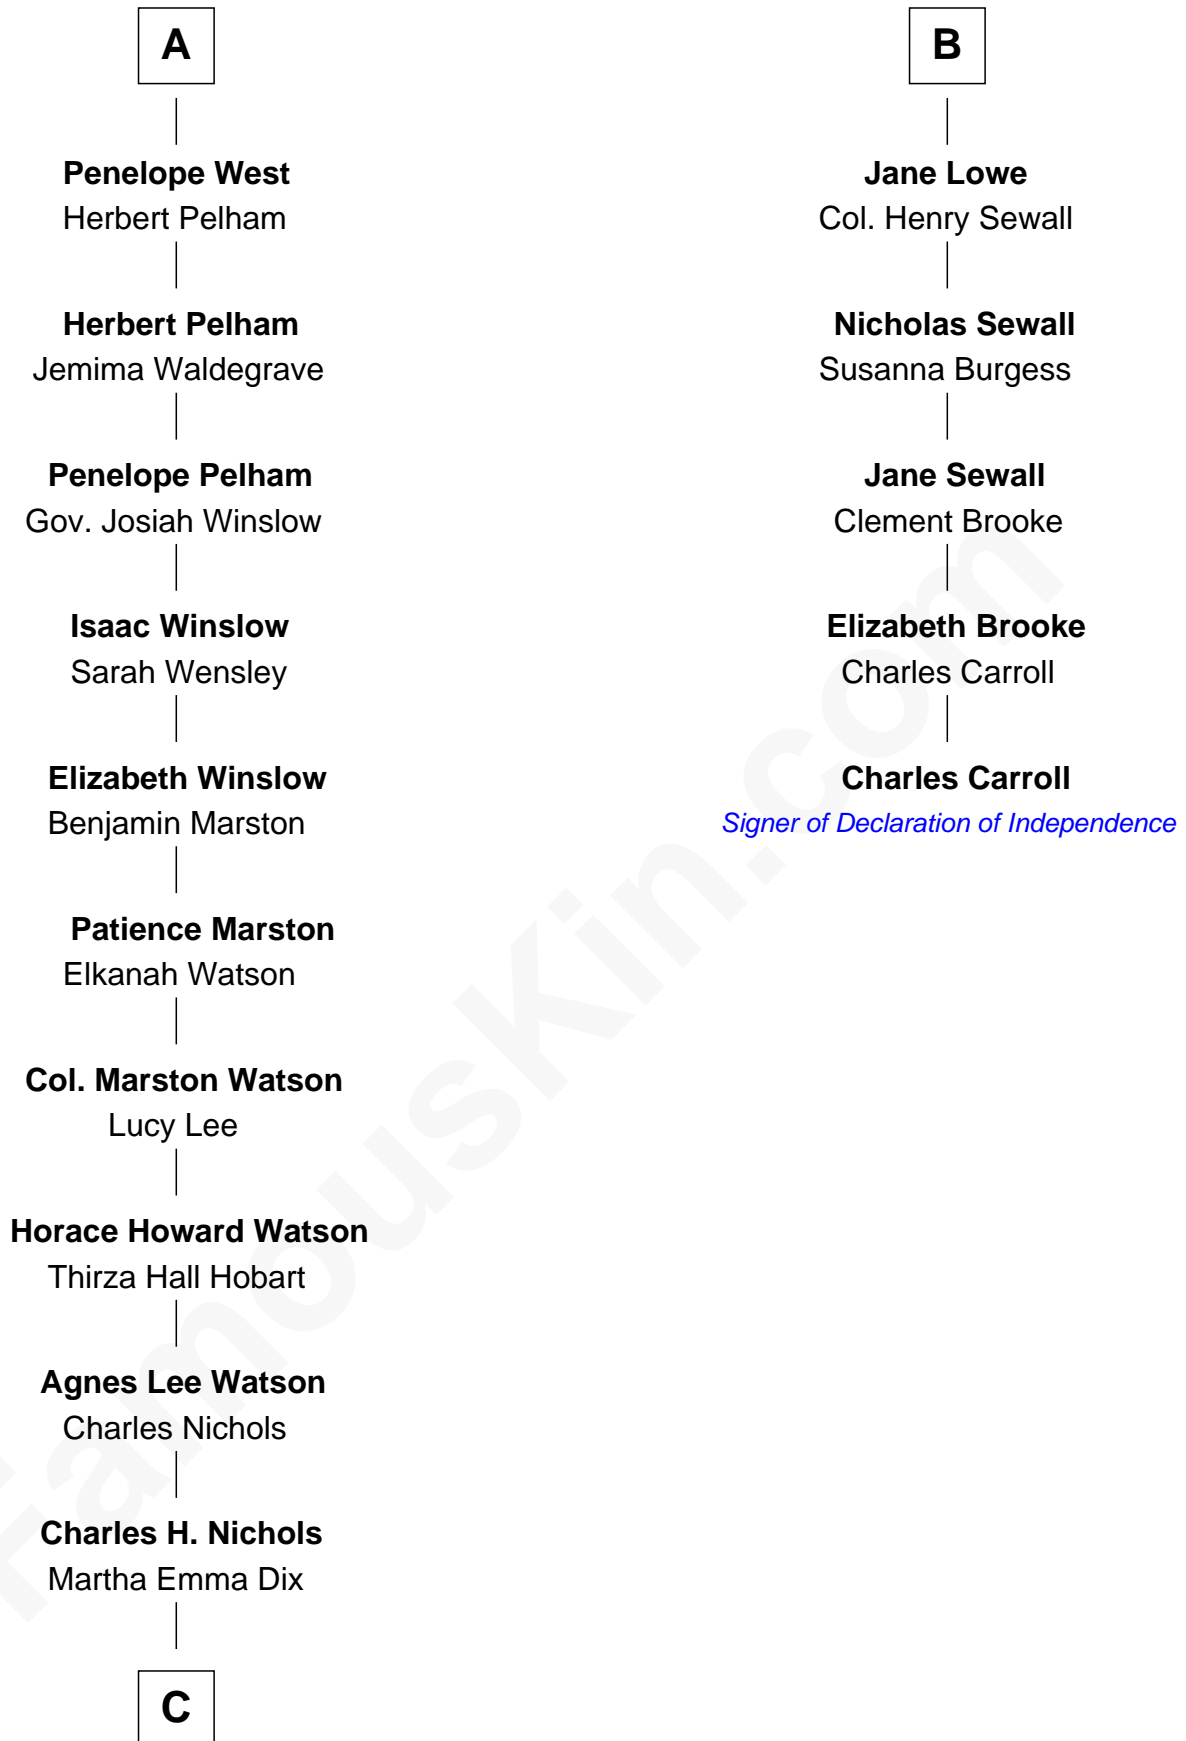 A
Penelope West
Herbert Pelham
Herbert Pelham
Jemima Waldegrave
Penelope Pelham
Gov. Josiah Winslow
Isaac Winslow
Sarah Wensley
Elizabeth Winslow
Benjamin Marston
Patience Marston
Elkanah Watson
Col. Marston Watson
Lucy Lee
Horace Howard Watson
Thirza Hall Hobart
Agnes Lee Watson
Charles Nichols
Charles H. Nichols
Martha Emma Dix
C
B
Jane Lowe
Col. Henry Sewall
Nicholas Sewall
Susanna Burgess
Jane Sewall
Clement Brooke
Elizabeth Brooke
Charles Carroll
Charles Carroll
Signer of Declaration of Independence
FamousKin.com